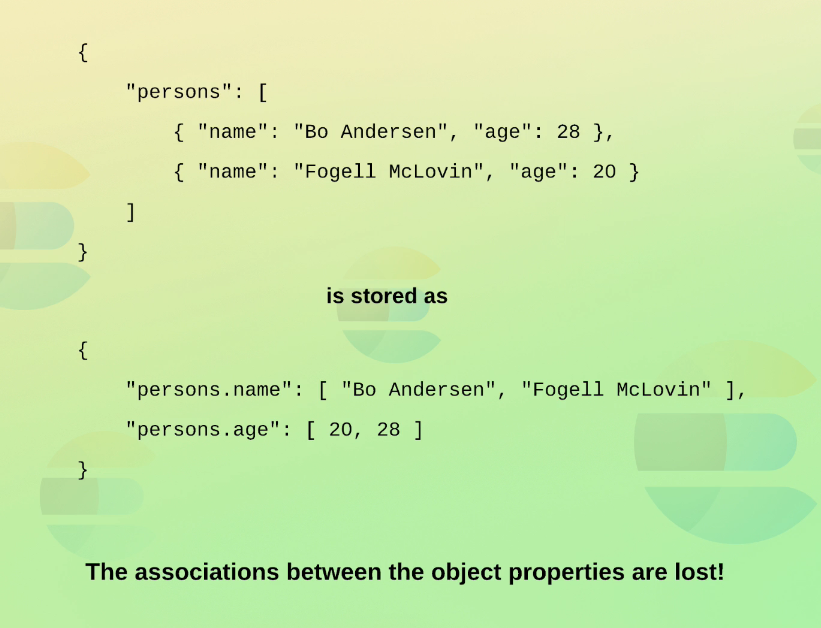 {
"persons": [
{ "name": "Bo Andersen", "age": 28 },
{ "name": "Fogell McLovin", "age": 20 }
]
}
is stored as
{
"persons.name": [ "Bo Andersen", "Fogell McLovin" ],
"persons.age": [ 20, 28 ]
}
The associations between the object properties are lost!